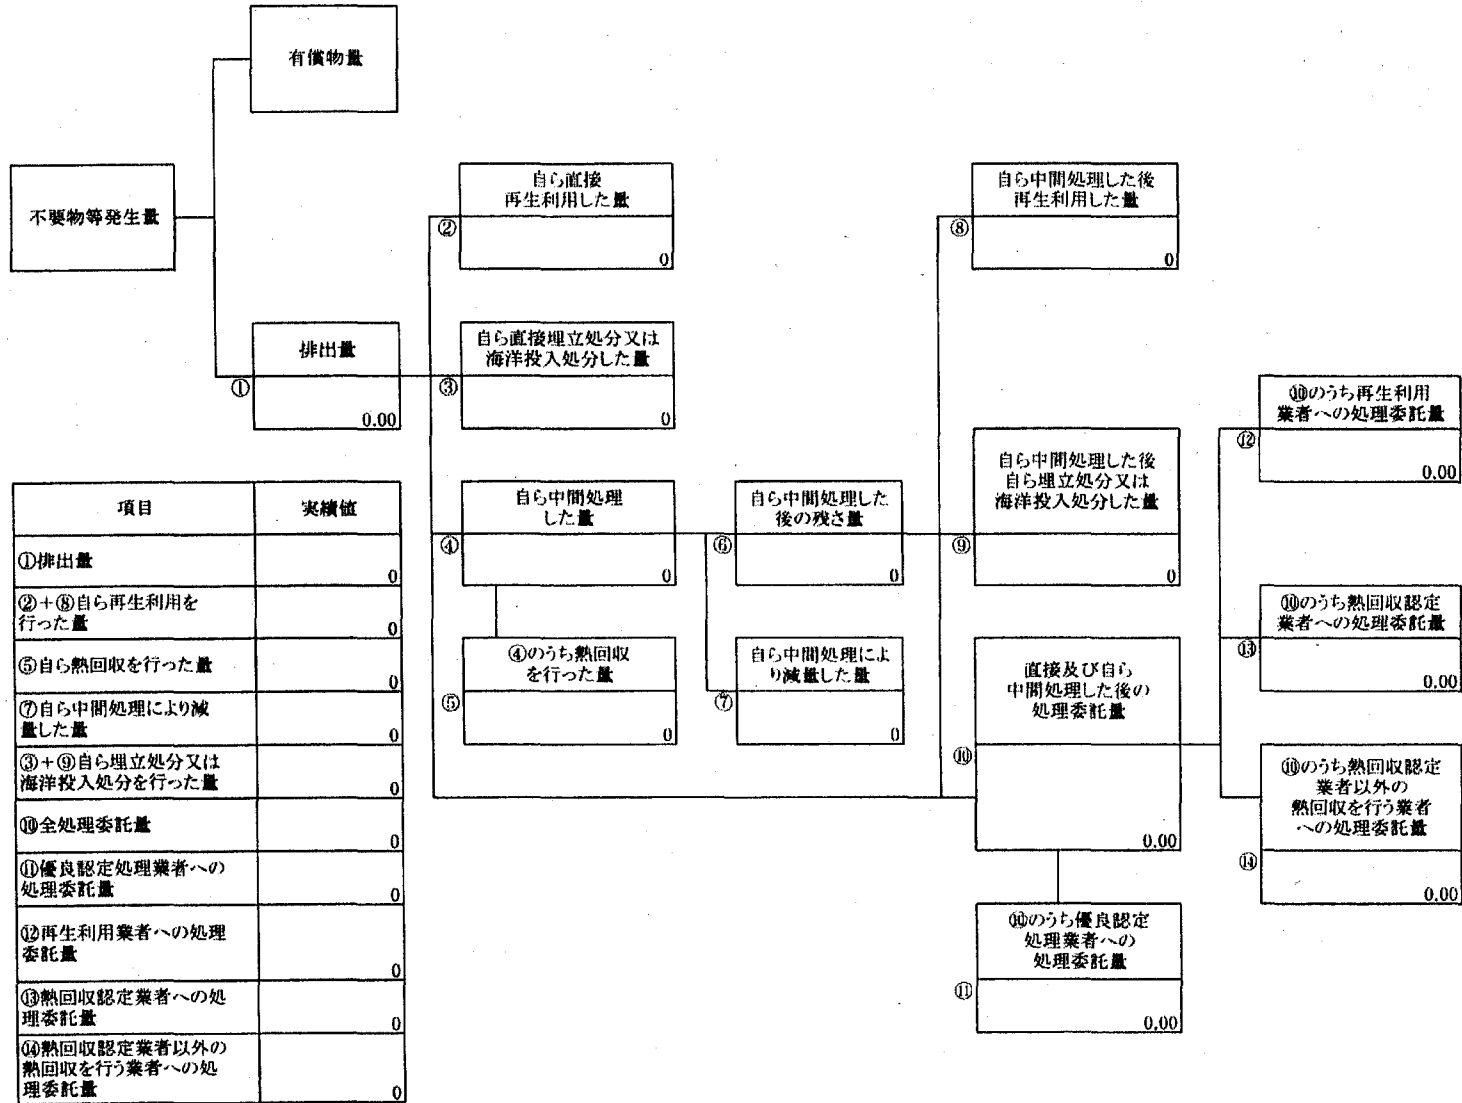 有償物量
不要物等発生量
自ら直接
再生利用した量
②
0
自ら中間処理した後
再生利用した量
⑧
0
排出量
①
0.00
自ら直接埋立処分又は
海洋投入処分した量
③
0
自ら中間処理
した量
④
0
自ら中間処理した
後の残さ量
⑥
0
自ら中間処理した後
自ら埋立処分又は
海洋投入処分した量
⑨
0
⑩のうち再生利用
業者への処理委託量
⑫
0.00
④のうち熱回収
を行った量
⑤
0
自ら中間処理によ
り減量した量
⑦
0
直接及び自ら
中間処理した後の
処理委託量
⑩
0.00
⑩のうち熱回収認定
業者への処理委託量
⑬
0.00
⑩のうち熱回収認定
業者以外の
熱回収を行う業者
への処理委託量
⑭
0.00
⑩のうち優良認定
処理業者への
処理委託量
⑪
0.00
項目 実績値
①排出量
0
②+⑧自ら再生利用を
行った量
0
⑤自ら熱回収を行った量
0
⑦自ら中間処理により減
量した量
0
③+⑨自ら埋立処分又は
海洋投入処分を行った量
0
⑩全処理委託量
0
⑪優良認定処理業者への
処理委託量
0
⑫再生利用業者への処理
委託量
0
⑬熱回収認定業者への処
理委託量
0
⑭熱回収認定業者以外の
熱回収を行う業者への処
理委託量
0